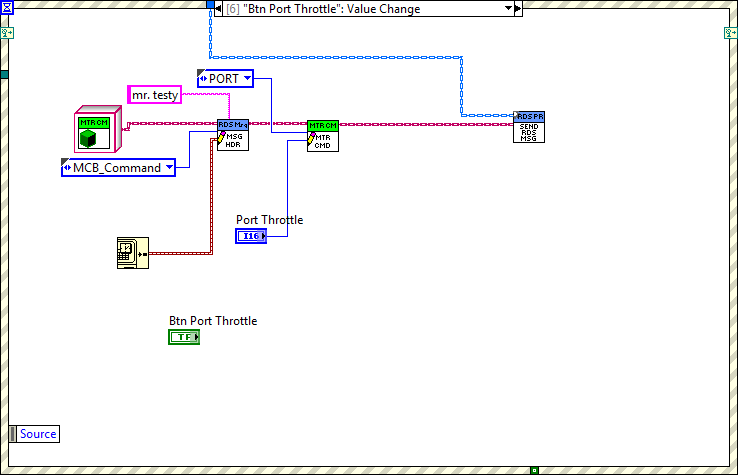 [6] "Btn Port Throttle": Value Change
PORT
mr. testy
MTR CM
RDS Msg
MSG
HDR
MTR CM
MTR
CMD
RDS PR
SEND
RDS
MSG
MCB_Command
Port Throttle
I16
Btn Port Throttle
TF
Source